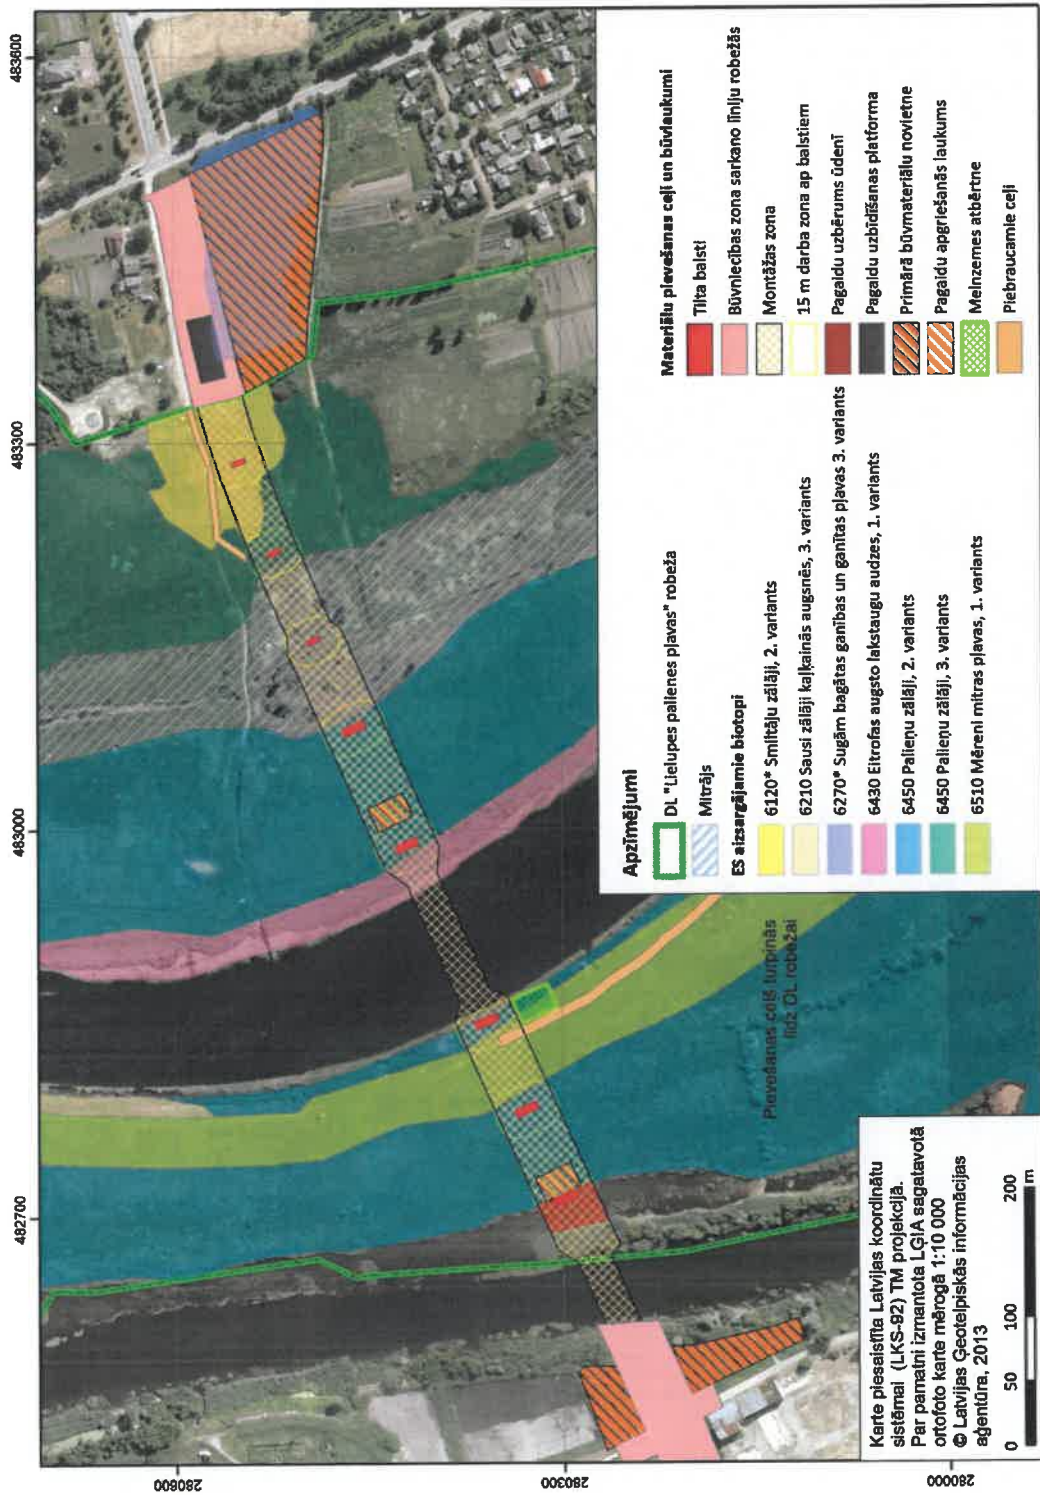 482700
483000
483300
483600
280600
280300
280000
Pievešanas ceļš turpinās
līdz DL robežai
Karte piesaistīta Latvijas koordinātu
sistēmai (LKS-92) TM projekcijā.
Par pamatni izmantota LĢIA sagatavotā
ortofoto karte mērogā 1:10 000
© Latvijas Ģeotelpiskās informācijas
aģentūra, 2013
0 50 100 200
m
Apzīmējumi
DL "Lielupes palienes pļavas" robeža
Mitrājs
ES aizsargājamie biotopi
6120* Smiltāju zālāji, 2. variants
6210 Sausi zālāji kaļķainās augsnēs, 3. variants
6270* Sugām bagātas ganības un ganītas pļavas 3. variants
6430 Eitrofas augsto lakstaugu audzes, 1. variants
6450 Palieņu zālāji, 2. variants
6450 Palieņu zālāji, 3. variants
6510 Mēreni mitras pļavas, 1. variants
Materiālu pievešanas ceļi un būvlaukumi
Tilta balsti
Būvniecības zona sarkano līniju robežās
Montāžas zona
15 m darba zona ap balstiem
Pagaidu uzbērums ūdenī
Pagaidu uzbīdīšanas platforma
Primārā būvmateriālu novietne
Pagaidu apgriešanās laukums
Melnzemes atbērtne
Piebraucamie ceļi